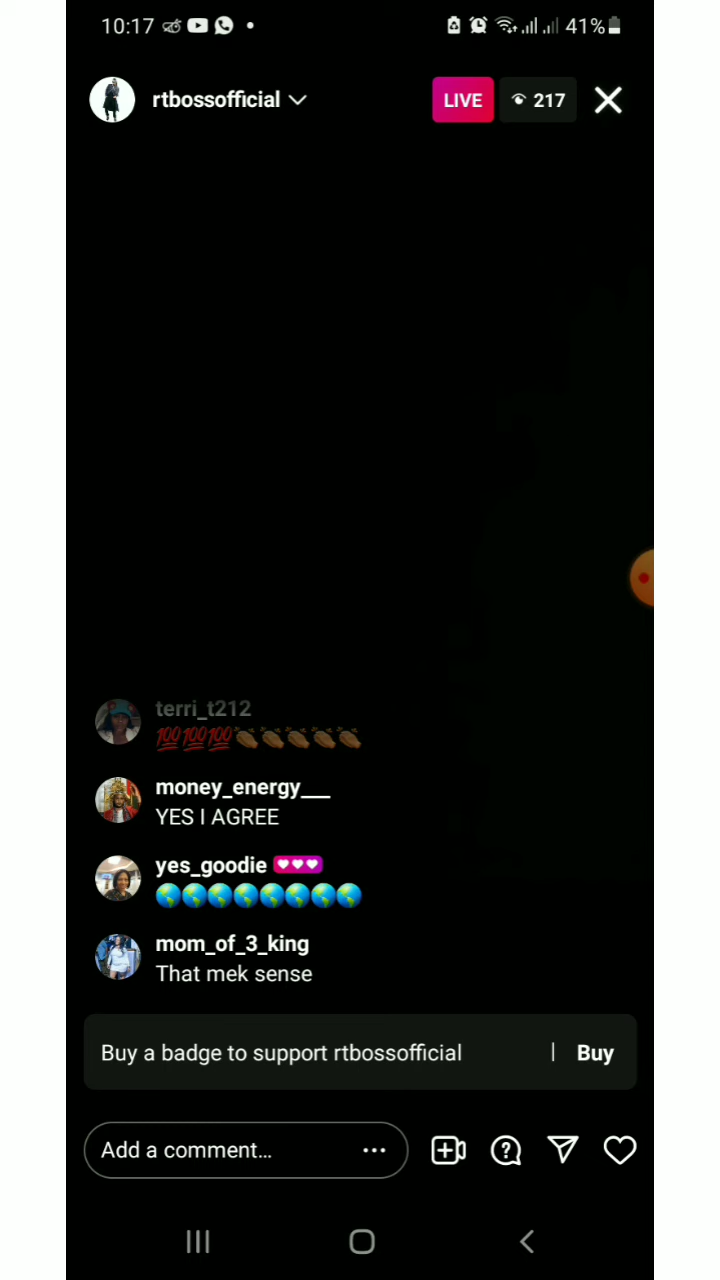 10:17 41%
rtbossofficial LIVE 217
terri_t212
💯💯💯👏🏾👏🏾👏🏾👏🏾👏🏾
money_energy___
YES I AGREE
yes_goodie
🌎🌎🌎🌎🌎🌎🌎🌎
mom_of_3_king
That mek sense
Buy a badge to support rtbossofficial | Buy
Add a comment...